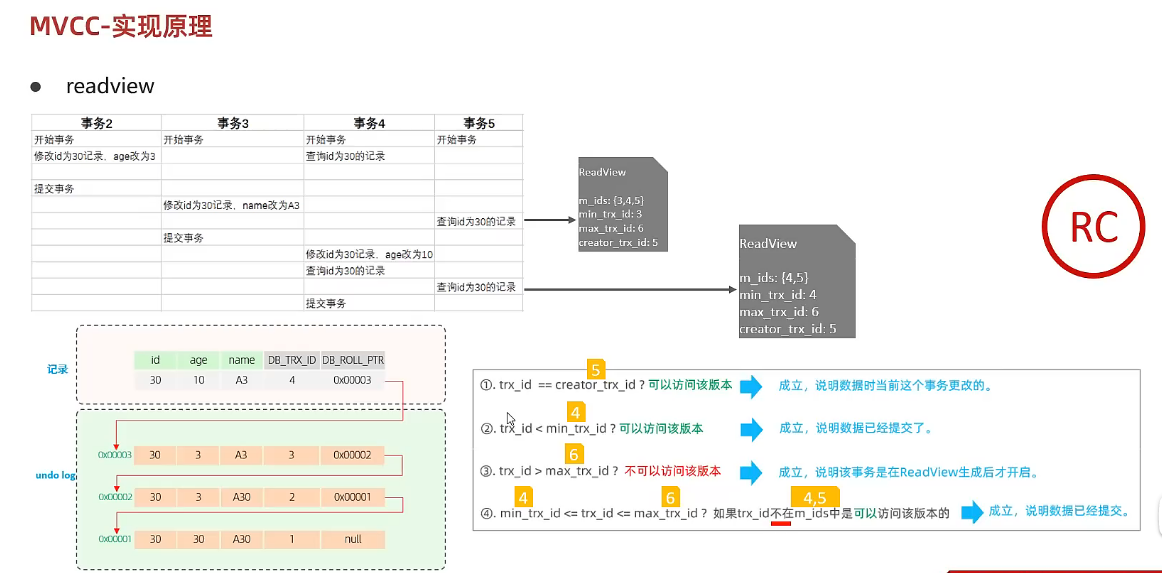 MVCC-实现原理
● readview
事务2 事务3 事务4 事务5
开始事务 开始事务 开始事务 开始事务
修改id为30记录，age改为3 查询id为30的记录
提交事务
修改id为30记录，name改为A3
查询id为30的记录
提交事务
修改id为30记录，age改为10
查询id为30的记录
查询id为30的记录
提交事务
ReadView
m_ids: {3,4,5}
min_trx_id: 3
max_trx_id: 6
creator_trx_id: 5
ReadView
m_ids: {4,5}
min_trx_id: 4
max_trx_id: 6
creator_trx_id: 5
RC
记录
id age name DB_TRX_ID DB_ROLL_PTR
30 10 A3 4 0x00003
undo log
0x00003 30 3 A3 3 0x00002
0x00002 30 3 A30 2 0x00001
0x00001 30 30 A30 1 null
5
①. trx_id == creator_trx_id ? 可以访问该版本 成立，说明数据时当前这个事务更改的。
4
②. trx_id < min_trx_id ? 可以访问该版本 成立，说明数据已经提交了。
6
③. trx_id > max_trx_id ? 不可以访问该版本 成立，说明该事务是在ReadView生成后才开启。
4 6 4,5
④. min_trx_id <= trx_id <= max_trx_id ? 如果trx_id不在m_ids中是可以访问该版本的 成立，说明数据已经提交。